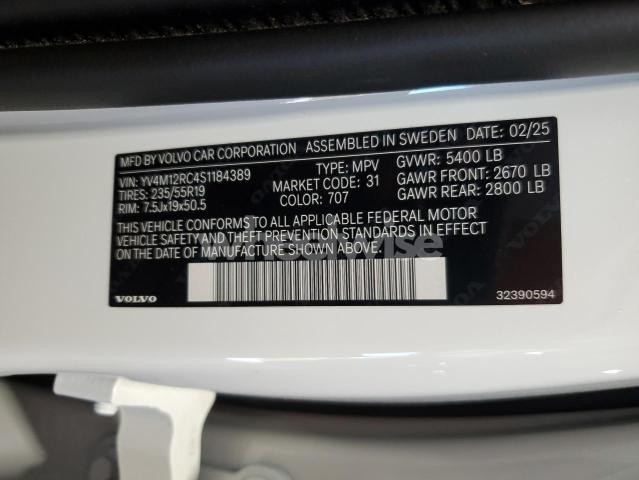 MFD BY VOLVO CAR CORPORATION ASSEMBLED IN SWEDEN DATE: 02/25
VIN: YV4M12RC4S1184389 TYPE: MPV GVWR: 5400 LB
TIRES: 235/55R19 MARKET CODE: 31 GAWR FRONT: 2670 LB
RIM: 7.5Jx19x50.5 COLOR: 707 GAWR REAR: 2800 LB
THIS VEHICLE CONFORMS TO ALL APPLICABLE FEDERAL MOTOR
VEHICLE SAFETY AND THEFT PREVENTION STANDARDS IN EFFECT
ON THE DATE OF MANUFACTURE SHOWN ABOVE.
VOLVO 32390594